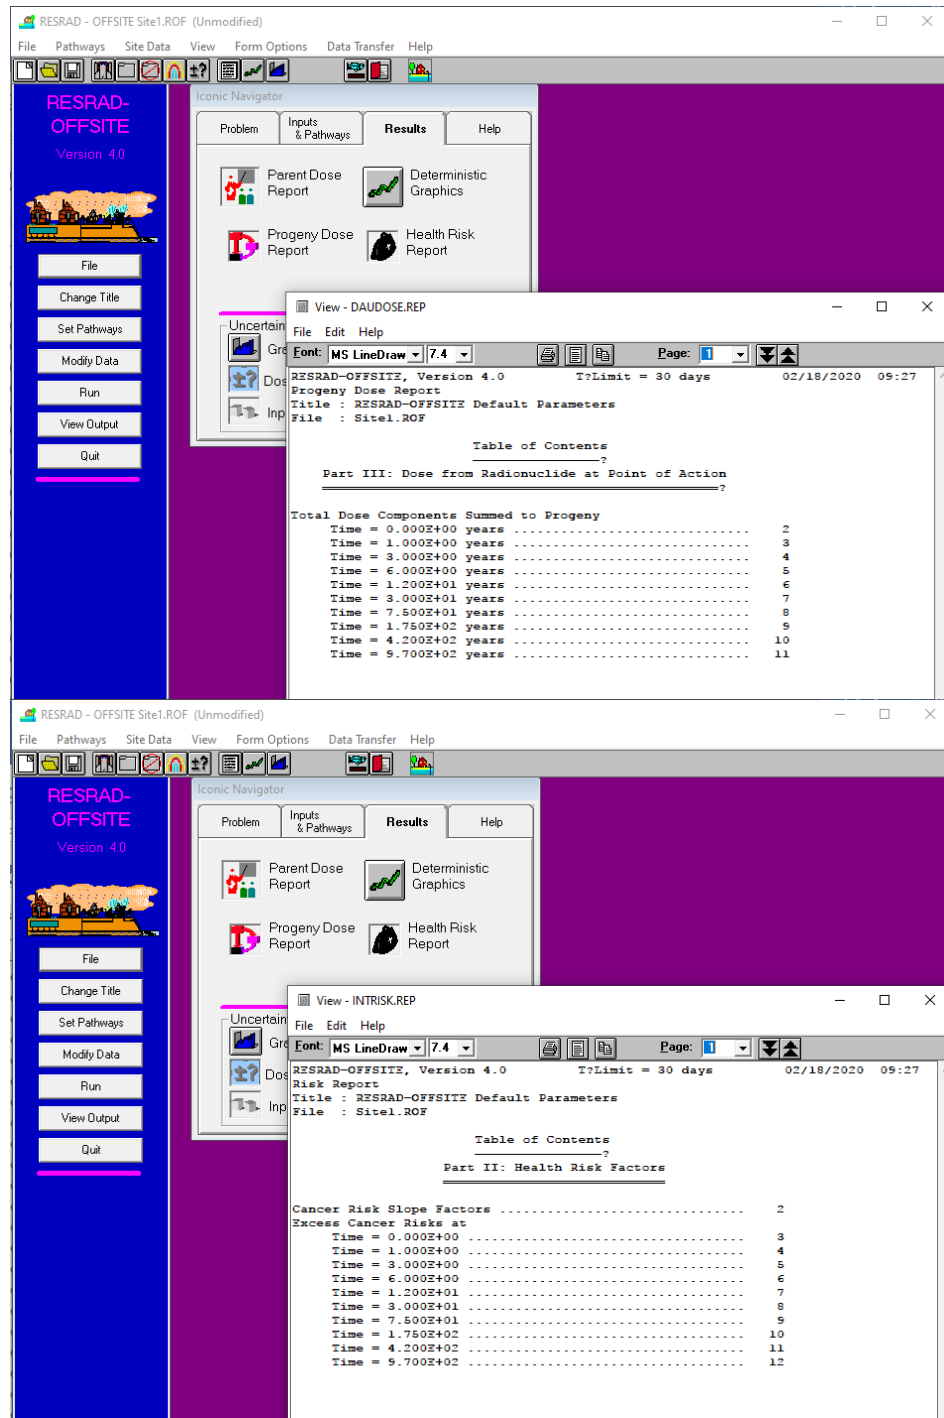 RESRAD - OFFSITE Site1.ROF (Unmodified)
File Pathways Site Data View Form Options Data Transfer Help
RESRAD-
OFFSITE
Version 4.0
File
Change Title
Set Pathways
Modify Data
Run
View Output
Quit
Iconic Navigator
Problem Inputs & Pathways Results Help
Parent Dose Report
Deterministic Graphics
Progeny Dose Report
Health Risk Report
Uncertain
Gra
Dos
Inp
View - DAUDOSE.REP
File Edit Help
Font: MS LineDraw 7.4 Page: 1
RESRAD-OFFSITE, Version 4.0 T?Limit = 30 days 02/18/2020 09:27
Progeny Dose Report
Title : RESRAD-OFFSITE Default Parameters
File : Site1.ROF
Table of Contents
?
Part III: Dose from Radionuclide at Point of Action
?
Total Dose Components Summed to Progeny
Time = 0.000E+00 years .............................. 2
Time = 1.000E+00 years .............................. 3
Time = 3.000E+00 years .............................. 4
Time = 6.000E+00 years .............................. 5
Time = 1.200E+01 years .............................. 6
Time = 3.000E+01 years .............................. 7
Time = 7.500E+01 years .............................. 8
Time = 1.750E+02 years .............................. 9
Time = 4.200E+02 years .............................. 10
Time = 9.700E+02 years .............................. 11
RESRAD - OFFSITE Site1.ROF (Unmodified)
File Pathways Site Data View Form Options Data Transfer Help
RESRAD-
OFFSITE
Version 4.0
File
Change Title
Set Pathways
Modify Data
Run
View Output
Quit
Iconic Navigator
Problem Inputs & Pathways Results Help
Parent Dose Report
Deterministic Graphics
Progeny Dose Report
Health Risk Report
Uncertain
Gra
Dos
Inp
View - INTRISK.REP
File Edit Help
Font: MS LineDraw 7.4 Page: 1
RESRAD-OFFSITE, Version 4.0 T?Limit = 30 days 02/18/2020 09:27
Risk Report
Title : RESRAD-OFFSITE Default Parameters
File : Site1.ROF
Table of Contents
?
Part II: Health Risk Factors
Cancer Risk Slope Factors ............................... 2
Excess Cancer Risks at
Time = 0.000E+00 ................................... 3
Time = 1.000E+00 ................................... 4
Time = 3.000E+00 ................................... 5
Time = 6.000E+00 ................................... 6
Time = 1.200E+01 ................................... 7
Time = 3.000E+01 ................................... 8
Time = 7.500E+01 ................................... 9
Time = 1.750E+02 ................................... 10
Time = 4.200E+02 ................................... 11
Time = 9.700E+02 ................................... 12